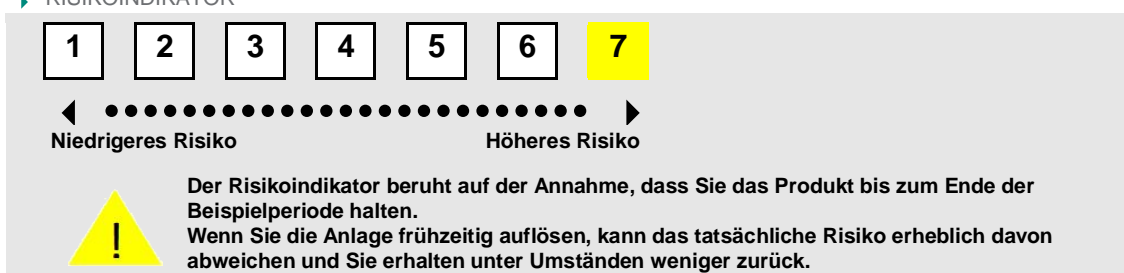 RISIKOINDIKATOR
1 2 3 4 5 6 7
Niedrigeres Risiko Höheres Risiko
!
Der Risikoindikator beruht auf der Annahme, dass Sie das Produkt bis zum Ende der
Beispielperiode halten.
Wenn Sie die Anlage frühzeitig auflösen, kann das tatsächliche Risiko erheblich davon
abweichen und Sie erhalten unter Umständen weniger zurück.